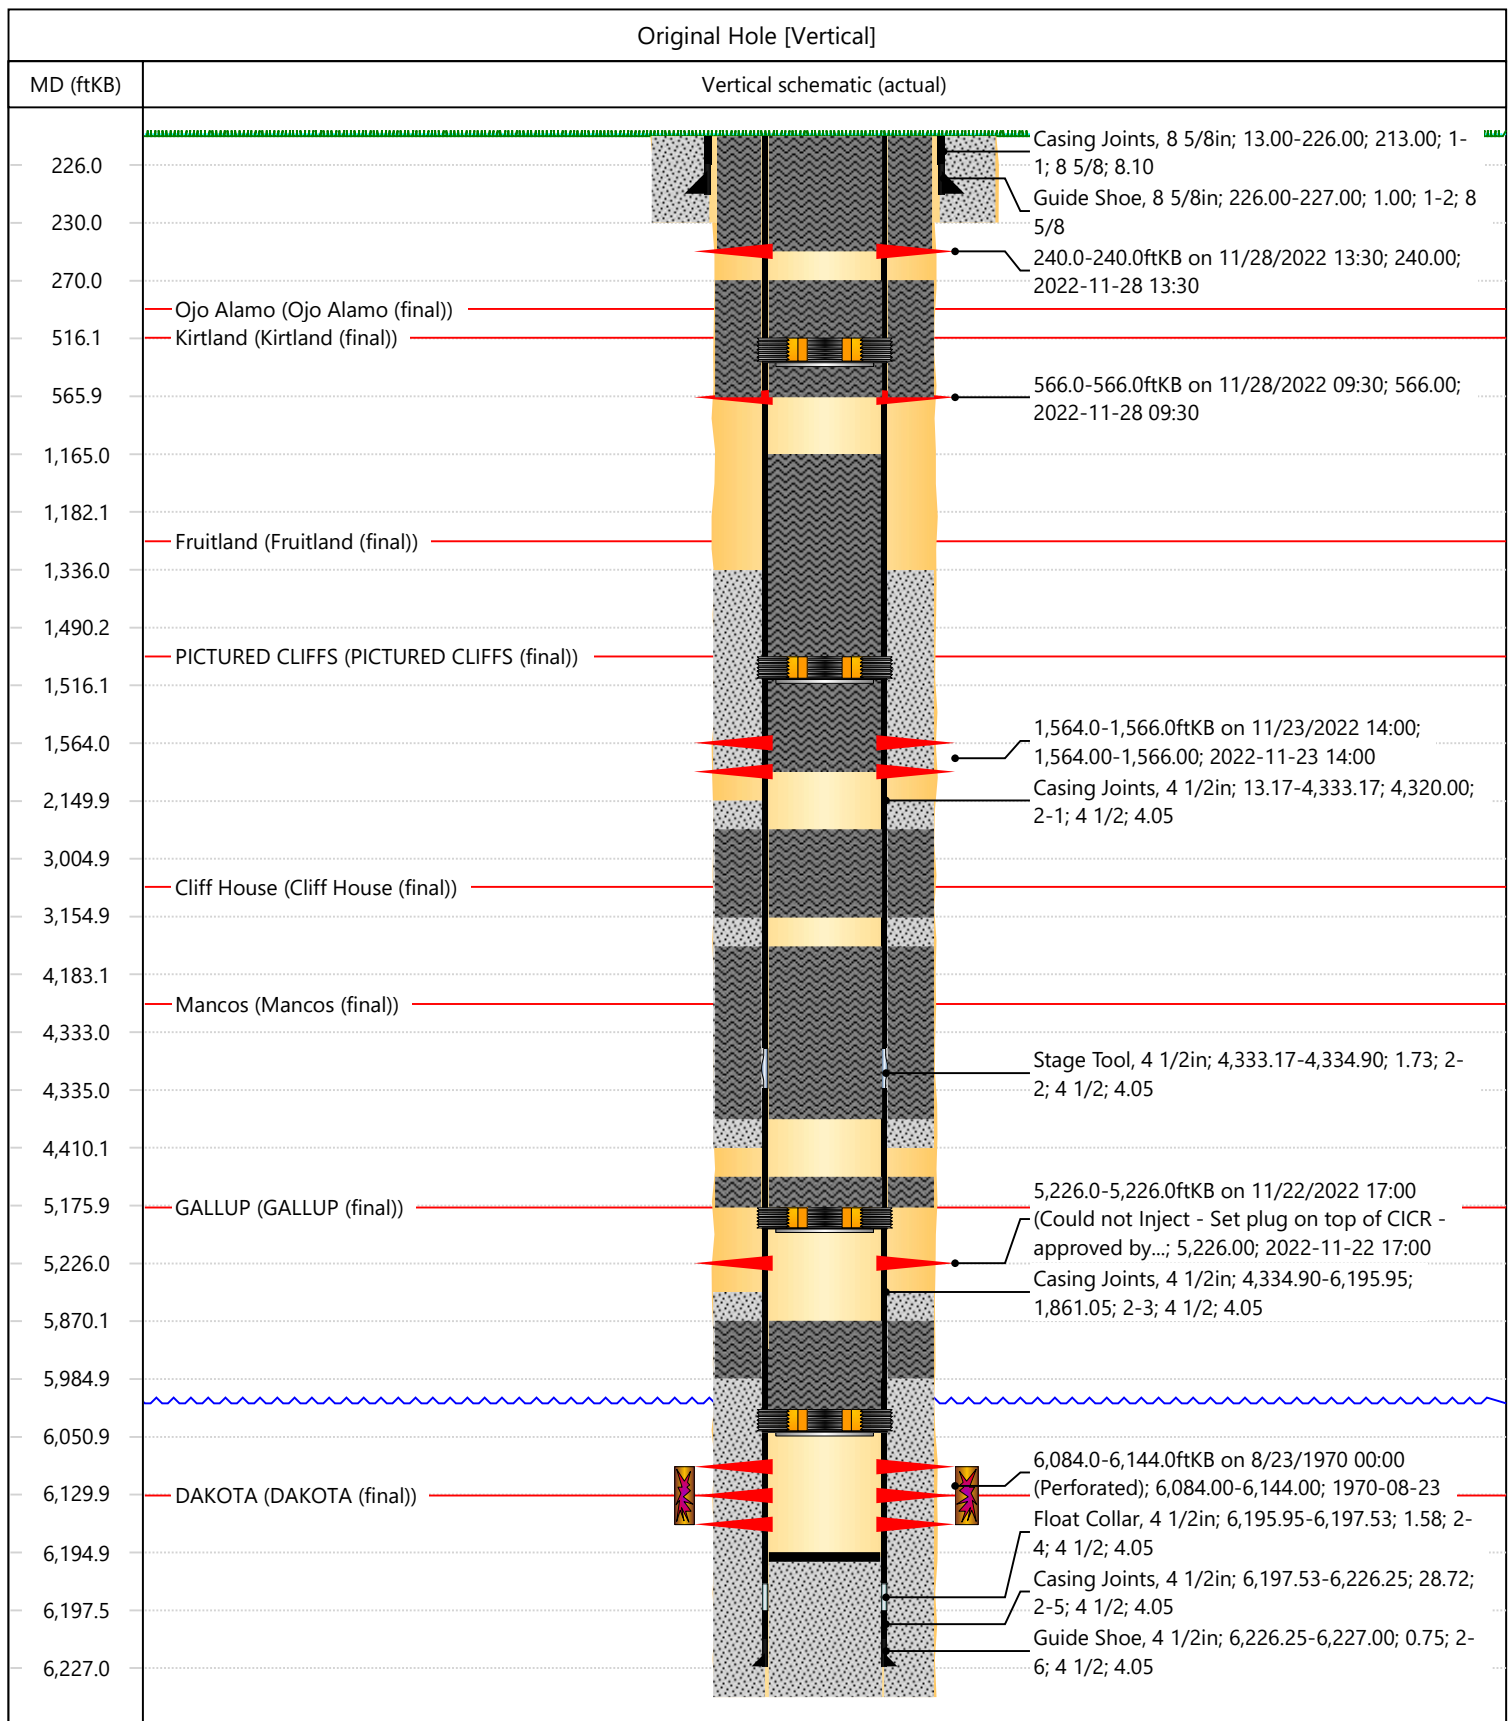 Original Hole [Vertical]
MD (ftKB)
Vertical schematic (actual)
Casing Joints, 8 5/8in; 13.00-226.00; 213.00; 1-
1; 8 5/8; 8.10
226.0
Guide Shoe, 8 5/8in; 226.00-227.00; 1.00; 1-2; 8
5/8
230.0
240.0-240.0ftKB on 11/28/2022 13:30; 240.00;
2022-11-28 13:30
270.0
Ojo Alamo (Ojo Alamo (final))
516.1
Kirtland (Kirtland (final))
565.9
566.0-566.0ftKB on 11/28/2022 09:30; 566.00;
2022-11-28 09:30
1,165.0
1,182.1
Fruitland (Fruitland (final))
1,336.0
1,490.2
PICTURED CLIFFS (PICTURED CLIFFS (final))
1,516.1
1,564.0
1,564.0-1,566.0ftKB on 11/23/2022 14:00;
1,564.00-1,566.00; 2022-11-23 14:00
2,149.9
Casing Joints, 4 1/2in; 13.17-4,333.17; 4,320.00;
2-1; 4 1/2; 4.05
3,004.9
Cliff House (Cliff House (final))
3,154.9
4,183.1
Mancos (Mancos (final))
4,333.0
Stage Tool, 4 1/2in; 4,333.17-4,334.90; 1.73; 2-
2; 4 1/2; 4.05
4,335.0
4,410.1
5,175.9
GALLUP (GALLUP (final))
5,226.0-5,226.0ftKB on 11/22/2022 17:00
(Could not Inject - Set plug on top of CICR -
approved by...; 5,226.00; 2022-11-22 17:00
5,226.0
Casing Joints, 4 1/2in; 4,334.90-6,195.95;
1,861.05; 2-3; 4 1/2; 4.05
5,870.1
5,984.9
6,050.9
6,084.0-6,144.0ftKB on 8/23/1970 00:00
(Perforated); 6,084.00-6,144.00; 1970-08-23
6,129.9
DAKOTA (DAKOTA (final))
Float Collar, 4 1/2in; 6,195.95-6,197.53; 1.58; 2-
4; 4 1/2; 4.05
6,194.9
Casing Joints, 4 1/2in; 6,197.53-6,226.25; 28.72;
2-5; 4 1/2; 4.05
6,197.5
Guide Shoe, 4 1/2in; 6,226.25-6,227.00; 0.75; 2-
6; 4 1/2; 4.05
6,227.0